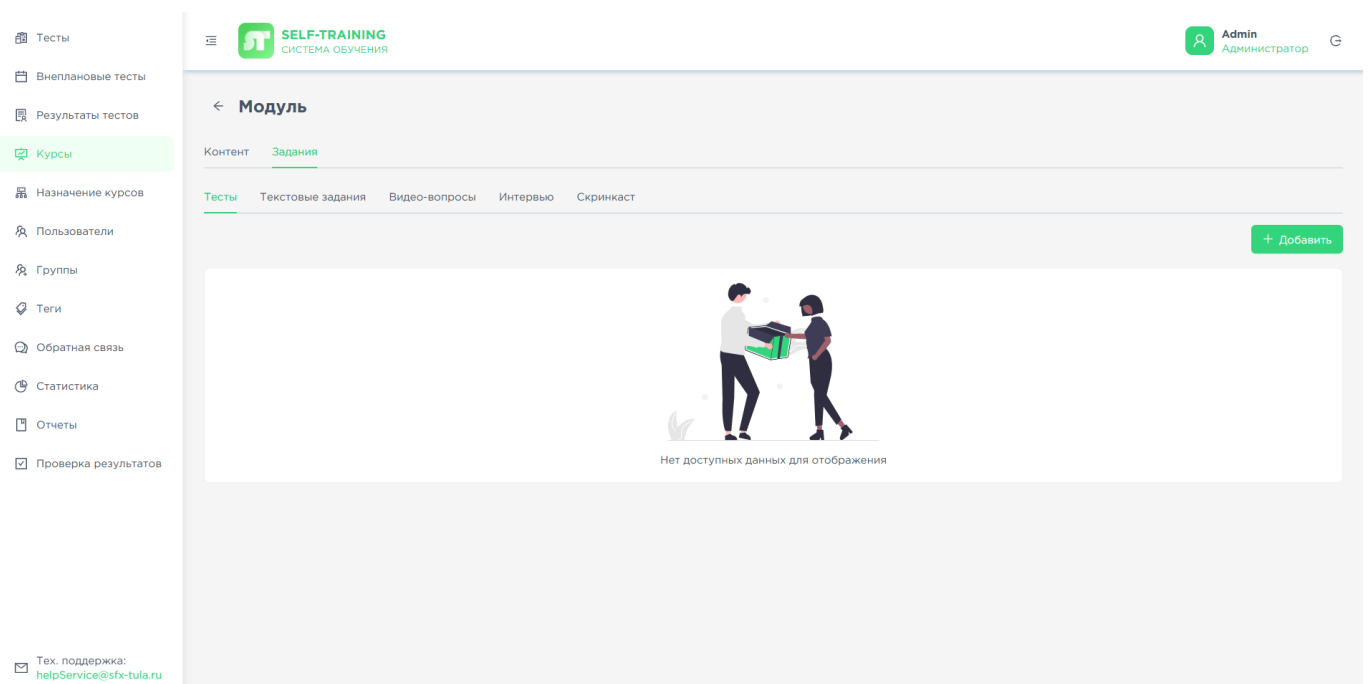 Тесты
Внеплановые тесты
Результаты тестов
Курсы
Назначение курсов
Пользователи
Группы
Теги
Обратная связь
Статистика
Отчеты
Проверка результатов
Тех. поддержка:
helpService@sfx-tula.ru
ST
SELF-TRAINING
СИСТЕМА ОБУЧЕНИЯ
Admin
Администратор
Модуль
Контент Задания
Тесты Текстовые задания Видео-вопросы Интервью Скринкаст
+ Добавить
Нет доступных данных для отображения